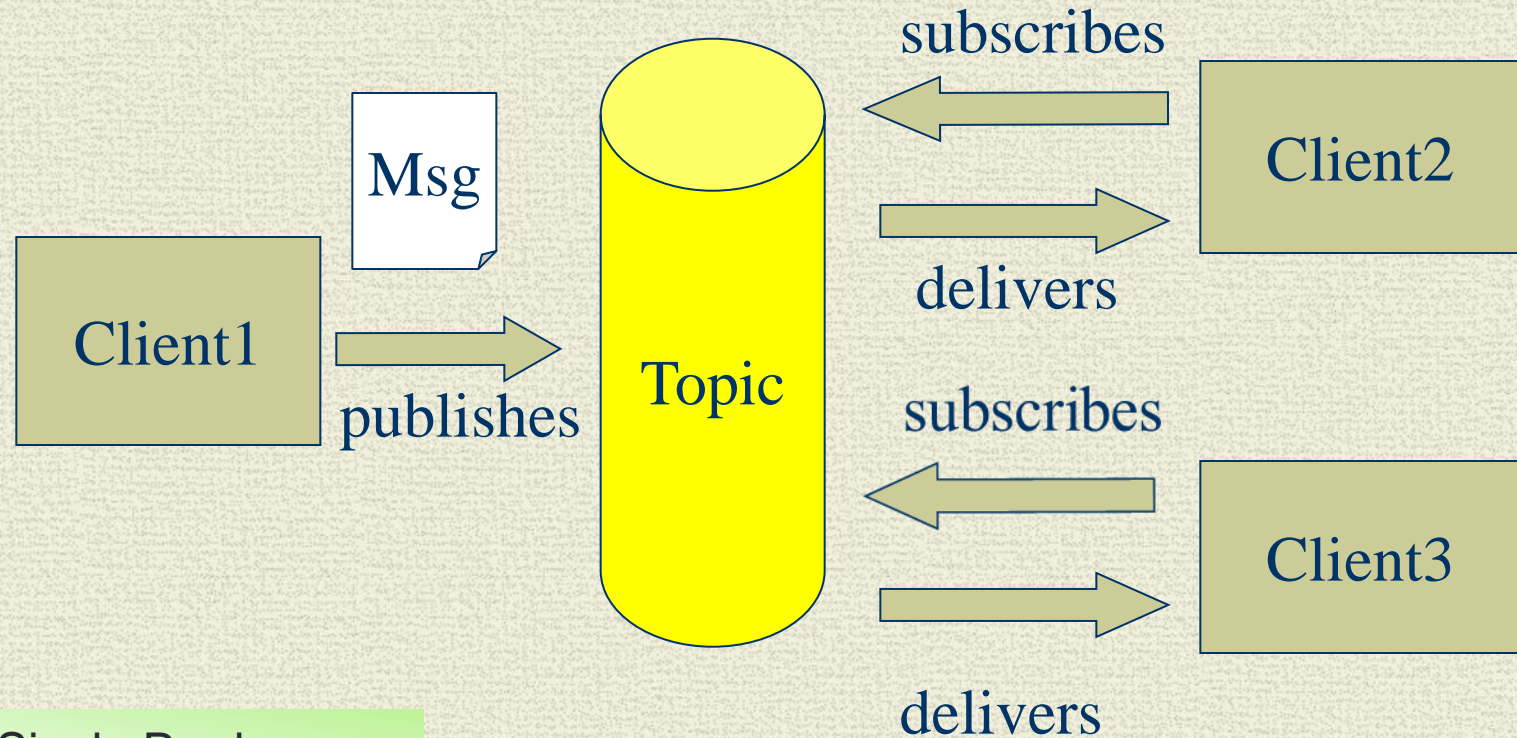 subscribes
Msg
Client2
delivers
Client1
publishes
Topic
subscribes
Client3
delivers